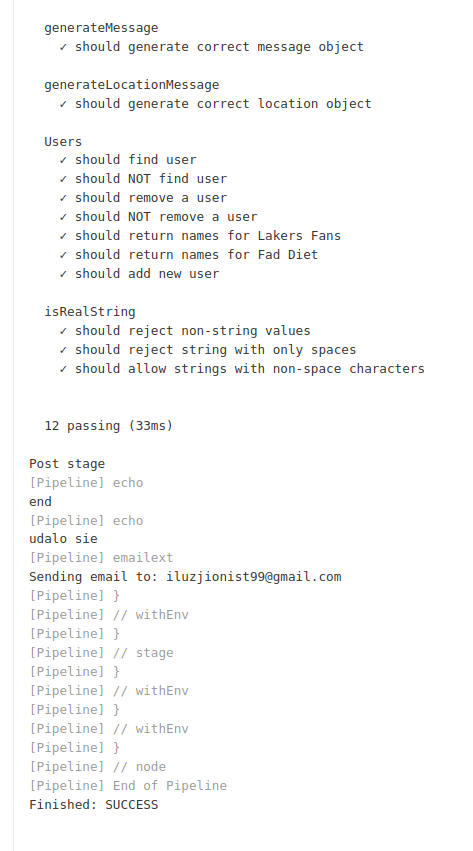 generateMessage
✓ should generate correct message object
generateLocationMessage
✓ should generate correct location object
Users
✓ should find user
✓ should NOT find user
✓ should remove a user
✓ should NOT remove a user
✓ should return names for Lakers Fans
✓ should return names for Fad Diet
✓ should add new user
isRealString
✓ should reject non-string values
✓ should reject string with only spaces
✓ should allow strings with non-space characters
12 passing (33ms)
Post stage
[Pipeline] echo
end
[Pipeline] echo
udalo sie
[Pipeline] emailext
Sending email to: iluzjionist99@gmail.com
[Pipeline] }
[Pipeline] // withEnv
[Pipeline] }
[Pipeline] // stage
[Pipeline] }
[Pipeline] // withEnv
[Pipeline] }
[Pipeline] // withEnv
[Pipeline] }
[Pipeline] // node
[Pipeline] End of Pipeline
Finished: SUCCESS